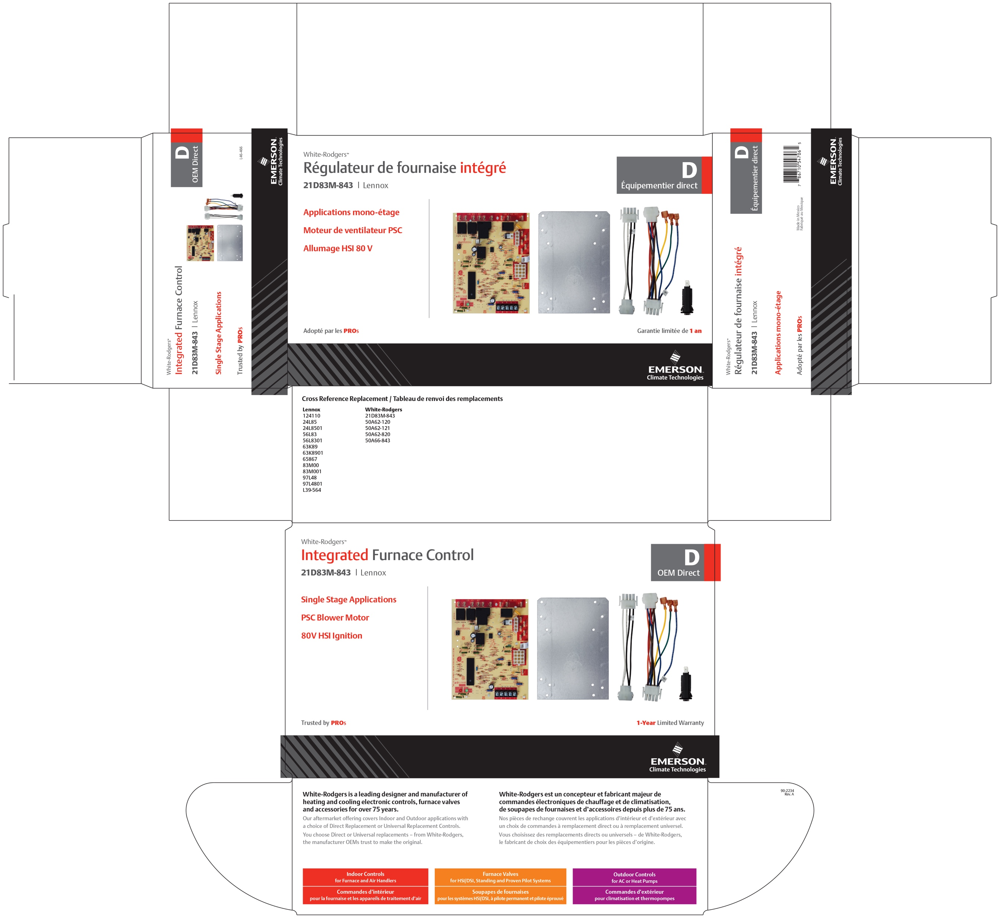 White-Rodgers™
Integrated Furnace Control
21D83M-843 | Lennox
Single Stage Applications
Trusted by PROs
D
OEM Direct
L46-466
EMERSON™
Climate Technologies
White-Rodgers™
Régulateur de fournaise intégré
21D83M-843 | Lennox
D
Équipementier direct
Applications mono-étage
Moteur de ventilateur PSC
Allumage HSI 80 V
Adopté par les PROs
Garantie limitée de 1 an
EMERSON™
Climate Technologies
White-Rodgers™
Régulateur de fournaise intégré
21D83M-843 | Lennox
Applications mono-étage
Adopté par les PROs
D
Équipementier direct
Made in Mexico
Fabriqué au Mexique
7 86710 54706 5
EMERSON™
Climate Technologies
Cross Reference Replacement / Tableau de renvoi des remplacements
Lennox
124110
24L85
24L8501
56L83
56L8301
63K89
63K8901
65867
83M00
83M001
97L48
97L4801
L39-564
White-Rodgers
21D83M-843
50A62-120
50A62-121
50A62-820
50A66-843
White-Rodgers™
Integrated Furnace Control
21D83M-843 | Lennox
D
OEM Direct
Single Stage Applications
PSC Blower Motor
80V HSI Ignition
Trusted by PROs
1-Year Limited Warranty
EMERSON™
Climate Technologies
White-Rodgers is a leading designer and manufacturer of
heating and cooling electronic controls, furnace valves
and accessories for over 75 years.
Our aftermarket offering covers Indoor and Outdoor applications with
a choice of Direct Replacement or Universal Replacement Controls.
You choose Direct or Universal replacements – from White-Rodgers,
the manufacturer OEMs trust to make the original.
White-Rodgers est un concepteur et fabricant majeur de
commandes électroniques de chauffage et de climatisation,
de soupapes de fournaises et d'accessoires depuis plus de 75 ans.
Nos pièces de rechange couvrent les applications d'intérieur et d'extérieur avec
un choix de commandes à remplacement direct ou à remplacement universel.
Vous choisissez des remplacements directs ou universels – de White-Rodgers,
le fabricant de choix des équipementiers pour les pièces d'origine.
90-2234
Rev. A
Indoor Controls
for Furnace and Air Handlers
Commandes d'intérieur
pour la fournaise et les appareils de traitement d'air
Furnace Valves
for HSI/DSI, Standing and Proven Pilot Systems
Soupapes de fournaises
pour les systèmes HSI/DSI, à pilote permanent et pilote éprouvé
Outdoor Controls
for AC or Heat Pumps
Commandes d'extérieur
pour climatisation et thermopompes